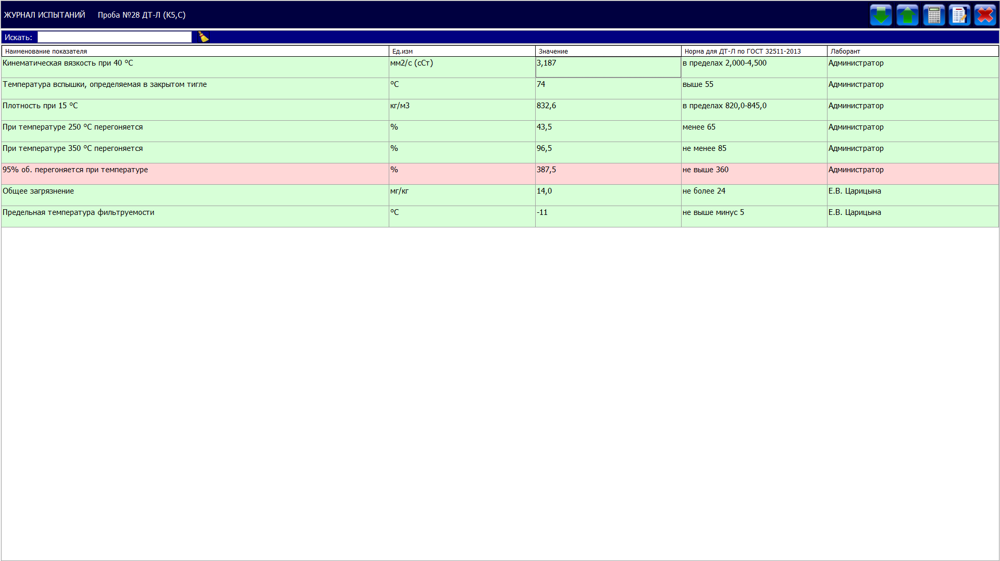 ЖУРНАЛ ИСПЫТАНИЙ Проба №28 ДТ-Л (К5,С)
Искать:
Наименование показателя Ед.изм Значение Норма для ДТ-Л по ГОСТ 32511-2013 Лаборант
Кинематическая вязкость при 40 °С мм2/с (сСт) 3,187 в пределах 2,000-4,500 Администратор
Температура вспышки, определяемая в закрытом тигле °С 74 выше 55 Администратор
Плотность при 15 °С кг/м3 832,6 в пределах 820,0-845,0 Администратор
При температуре 250 °С перегоняется % 43,5 менее 65 Администратор
При температуре 350 °С перегоняется % 96,5 не менее 85 Администратор
95% об. перегоняется при температуре % 387,5 не выше 360 Администратор
Общее загрязнение мг/кг 14,0 не более 24 Е.В. Царицына
Предельная температура фильтруемости °С -11 не выше минус 5 Е.В. Царицына